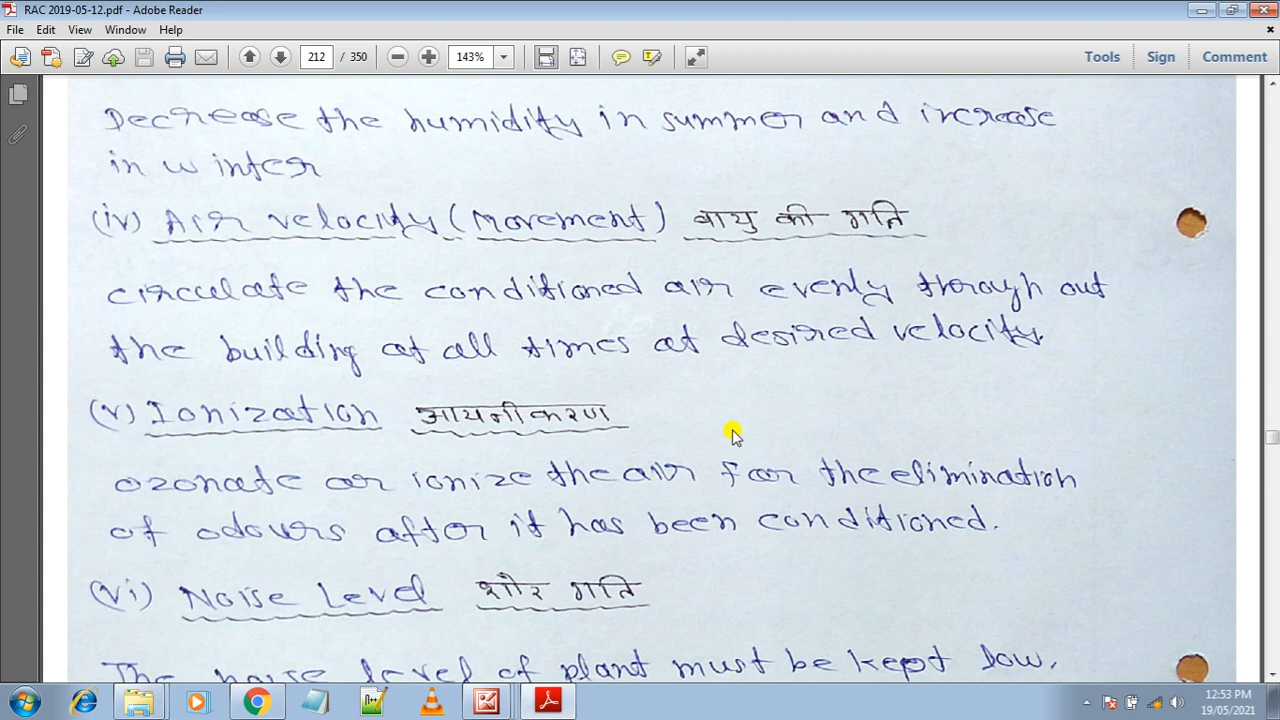 RAC 2019-05-12.pdf - Adobe Reader
File Edit View Window Help
212 / 350 143% Tools Sign Comment
Decrease the humidity in summer and increase
in winter
(iv) Air velocity (Movement) वायु की गति
circulate the conditioned air evenly through out
the building at all times at desired velocity.
(v) Ionization आयनीकरण
ozonate or ionize the air for the elimination
of odours after it has been conditioned.
(vi) Noise Level शोर गति
The noise level of plant must be kept low.
12:53 PM
19/05/2021